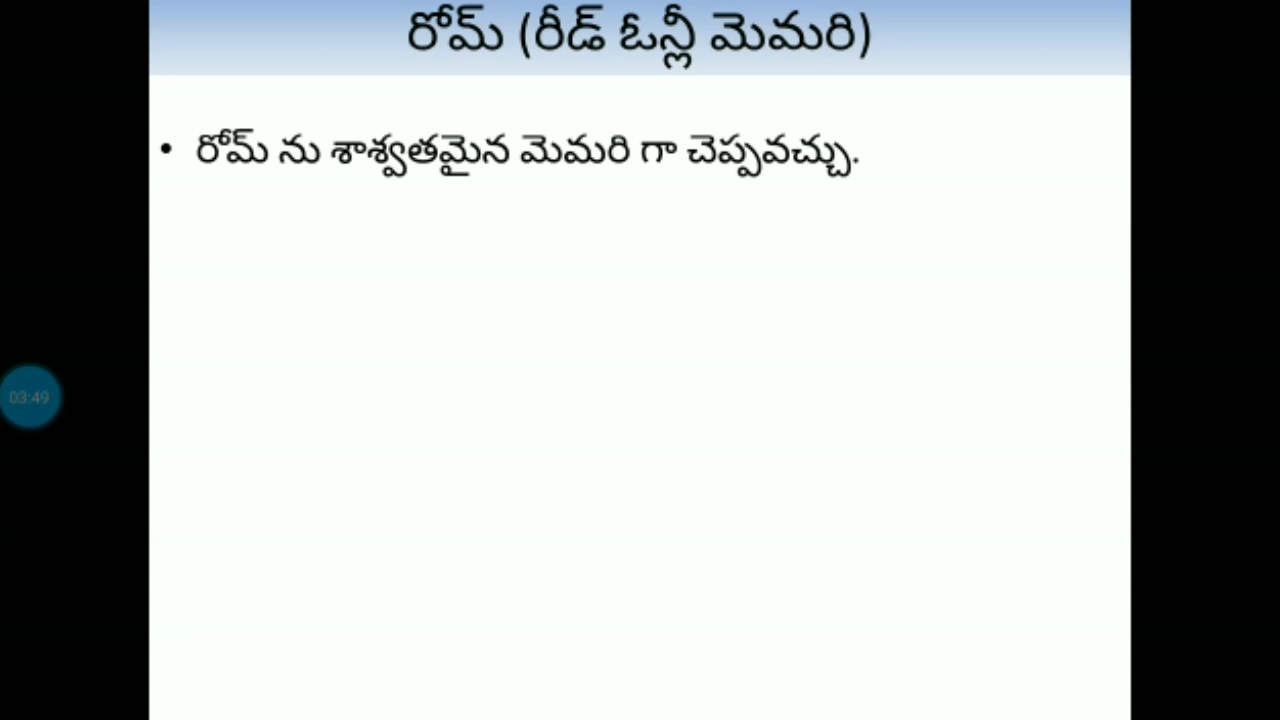 రోమ్ (రీడ్ ఓన్లీ మెమరి)
• రోమ్ ను శాశ్వతమైన మెమరి గా చెప్పవచ్చు.
03:49